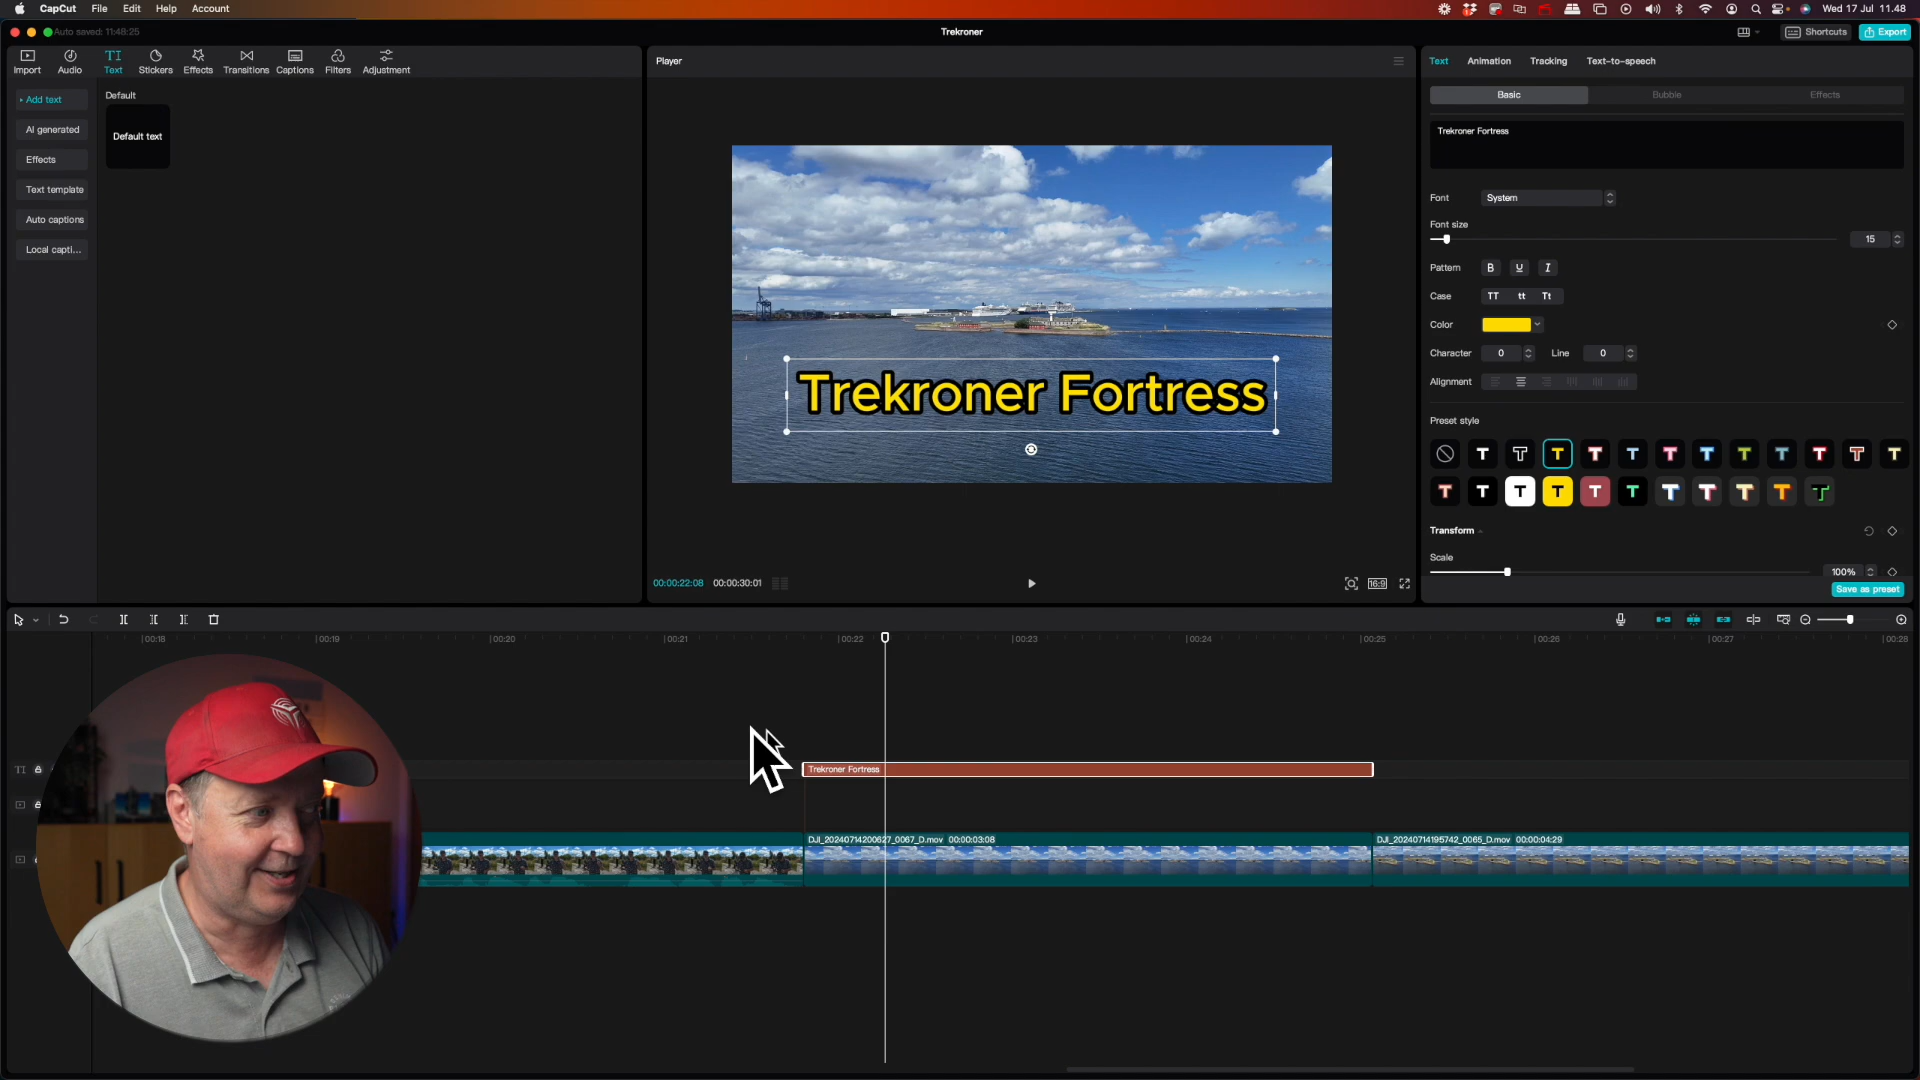 CapCut File Edit Help Account Wed 17 Jul 11.48
Auto saved: 11:48:25 Trekroner Shortcuts Export
Import Audio TI Text Stickers Effects Transitions Captions Filters Adjustment
Add text
AI generated
Effects
Text template
Auto captions
Local capti...
Default
Default text
Player
Trekroner Fortress
00:00:22:08 00:00:30:01 16:9
Text Animation Tracking Text-to-speech
Basic Bubble Effects
Trekroner Fortress
Font System
Font size
15
Pattern B U I
Case TT tt Tt
Color
Character 0 Line 0
Alignment
Preset style
T T T T T T T T T T T T
T T T T T T T T T T T
Transform
Scale
100%
Save as preset
00:18 00:19 00:20 00:21 00:22 00:23 00:24 00:25 00:26 00:27 00:28
TI Trekroner Fortress
DJI_20240714200627_0067_D.mov 00:00:03:08 DJI_20240714195742_0065_D.mov 00:00:04:29